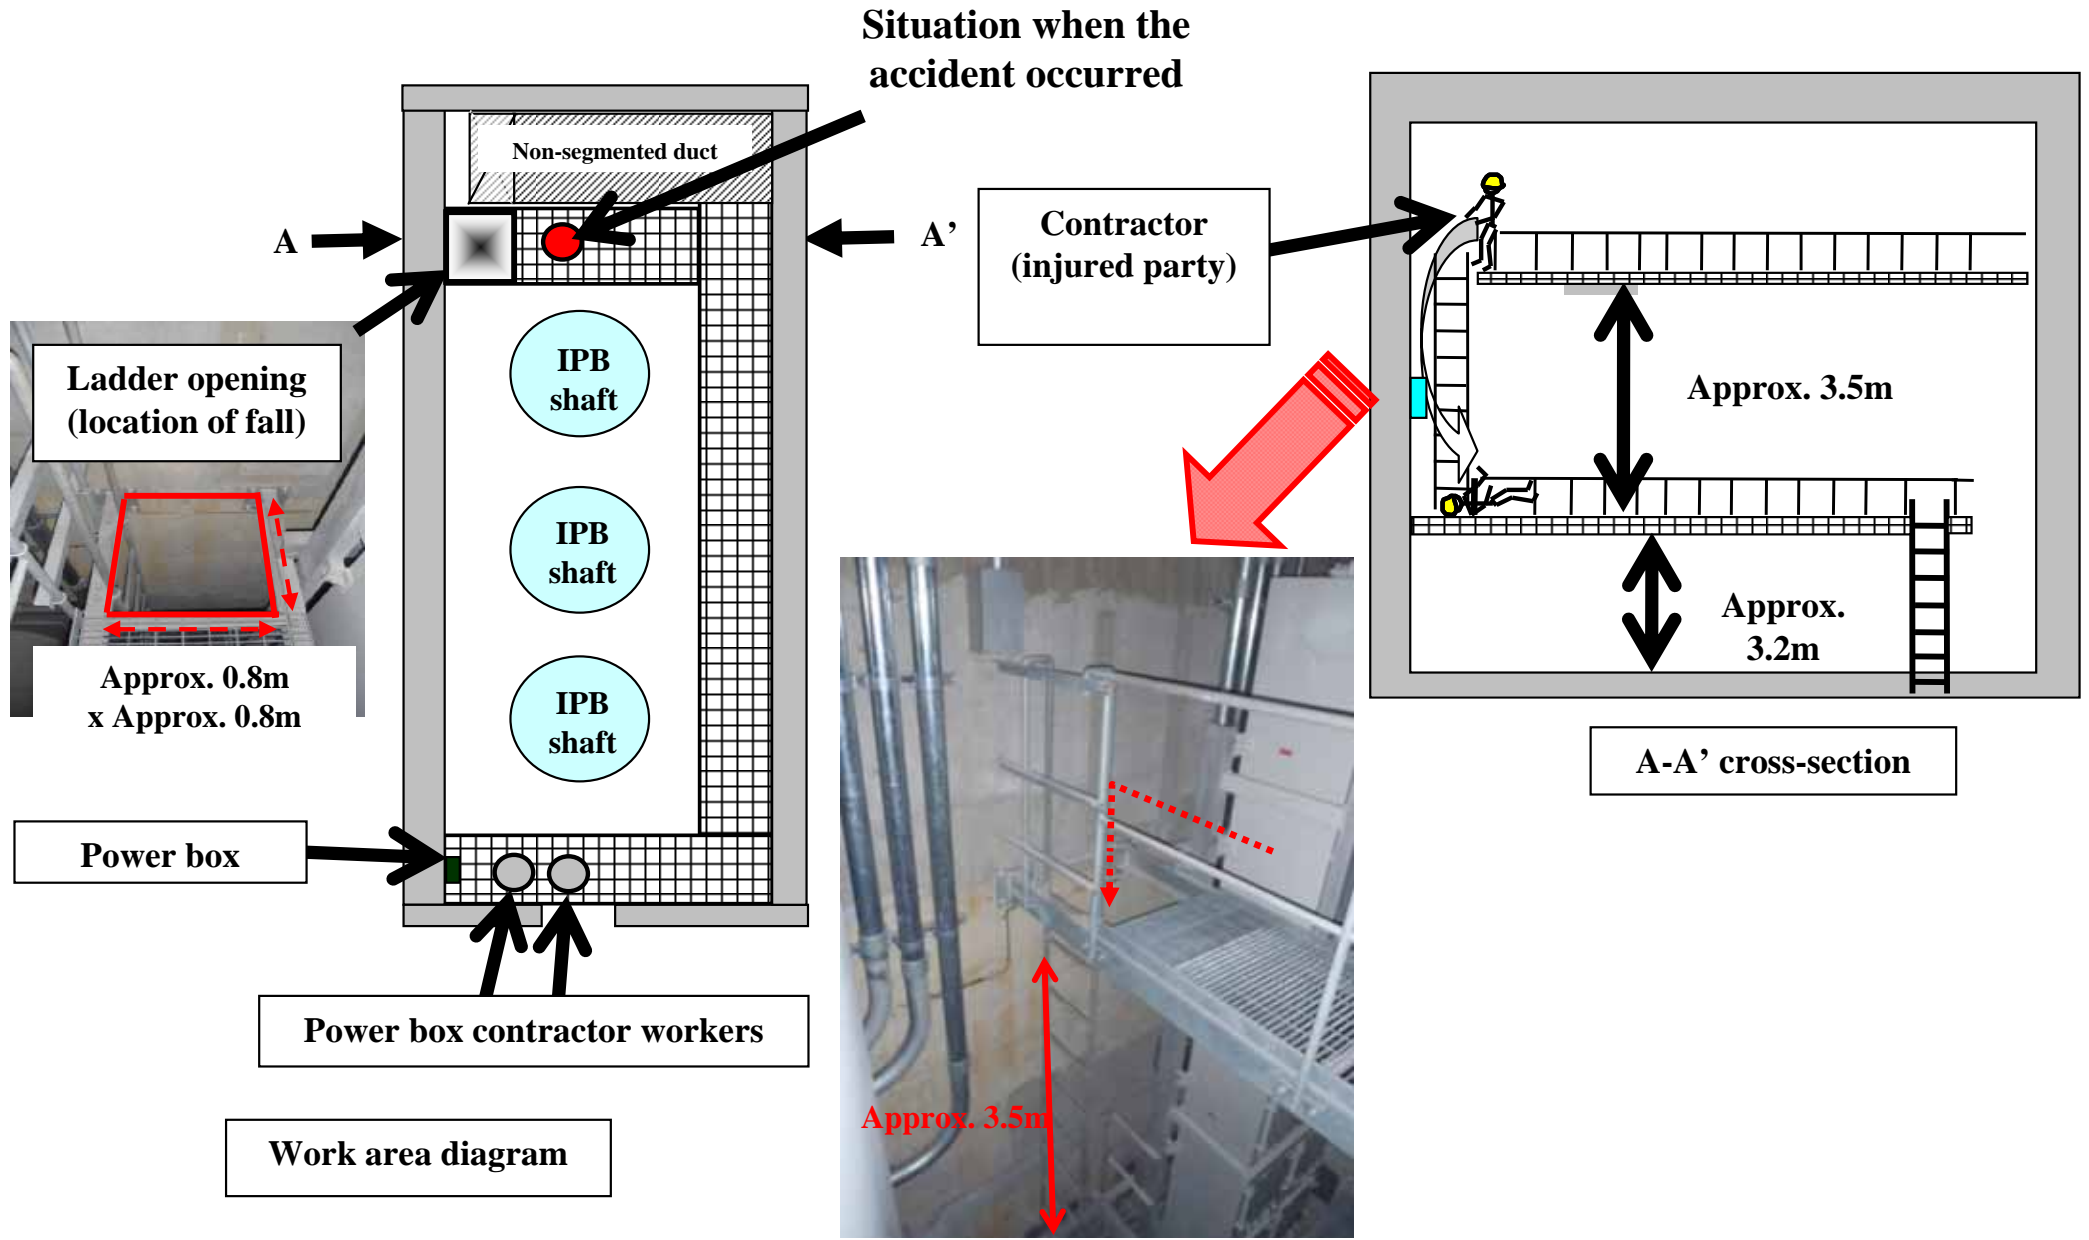 Situation when the
accident occurred
Non-segmented duct
A
A’
Contractor
(injured party)
Ladder opening
(location of fall)
IPB
shaft
IPB
shaft
IPB
shaft
Approx. 3.5m
Approx.
3.2m
Approx. 0.8m
x Approx. 0.8m
A-A’ cross-section
Power box
Power box contractor workers
Approx. 3.5m
Work area diagram